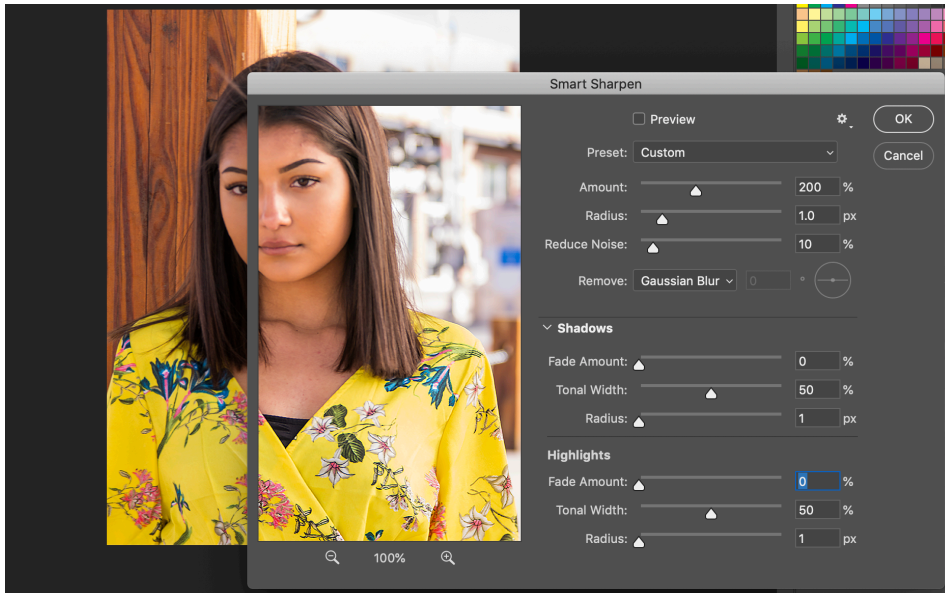 Smart Sharpen
Preview
OK
Preset: Custom
Cancel
Amount: 200 %
Radius: 1.0 px
Reduce Noise: 10 %
Remove: Gaussian Blur 0 °
Shadows
Fade Amount: 0 %
Tonal Width: 50 %
Radius: 1 px
Highlights
Fade Amount: 0 %
Tonal Width: 50 %
Radius: 1 px
100%